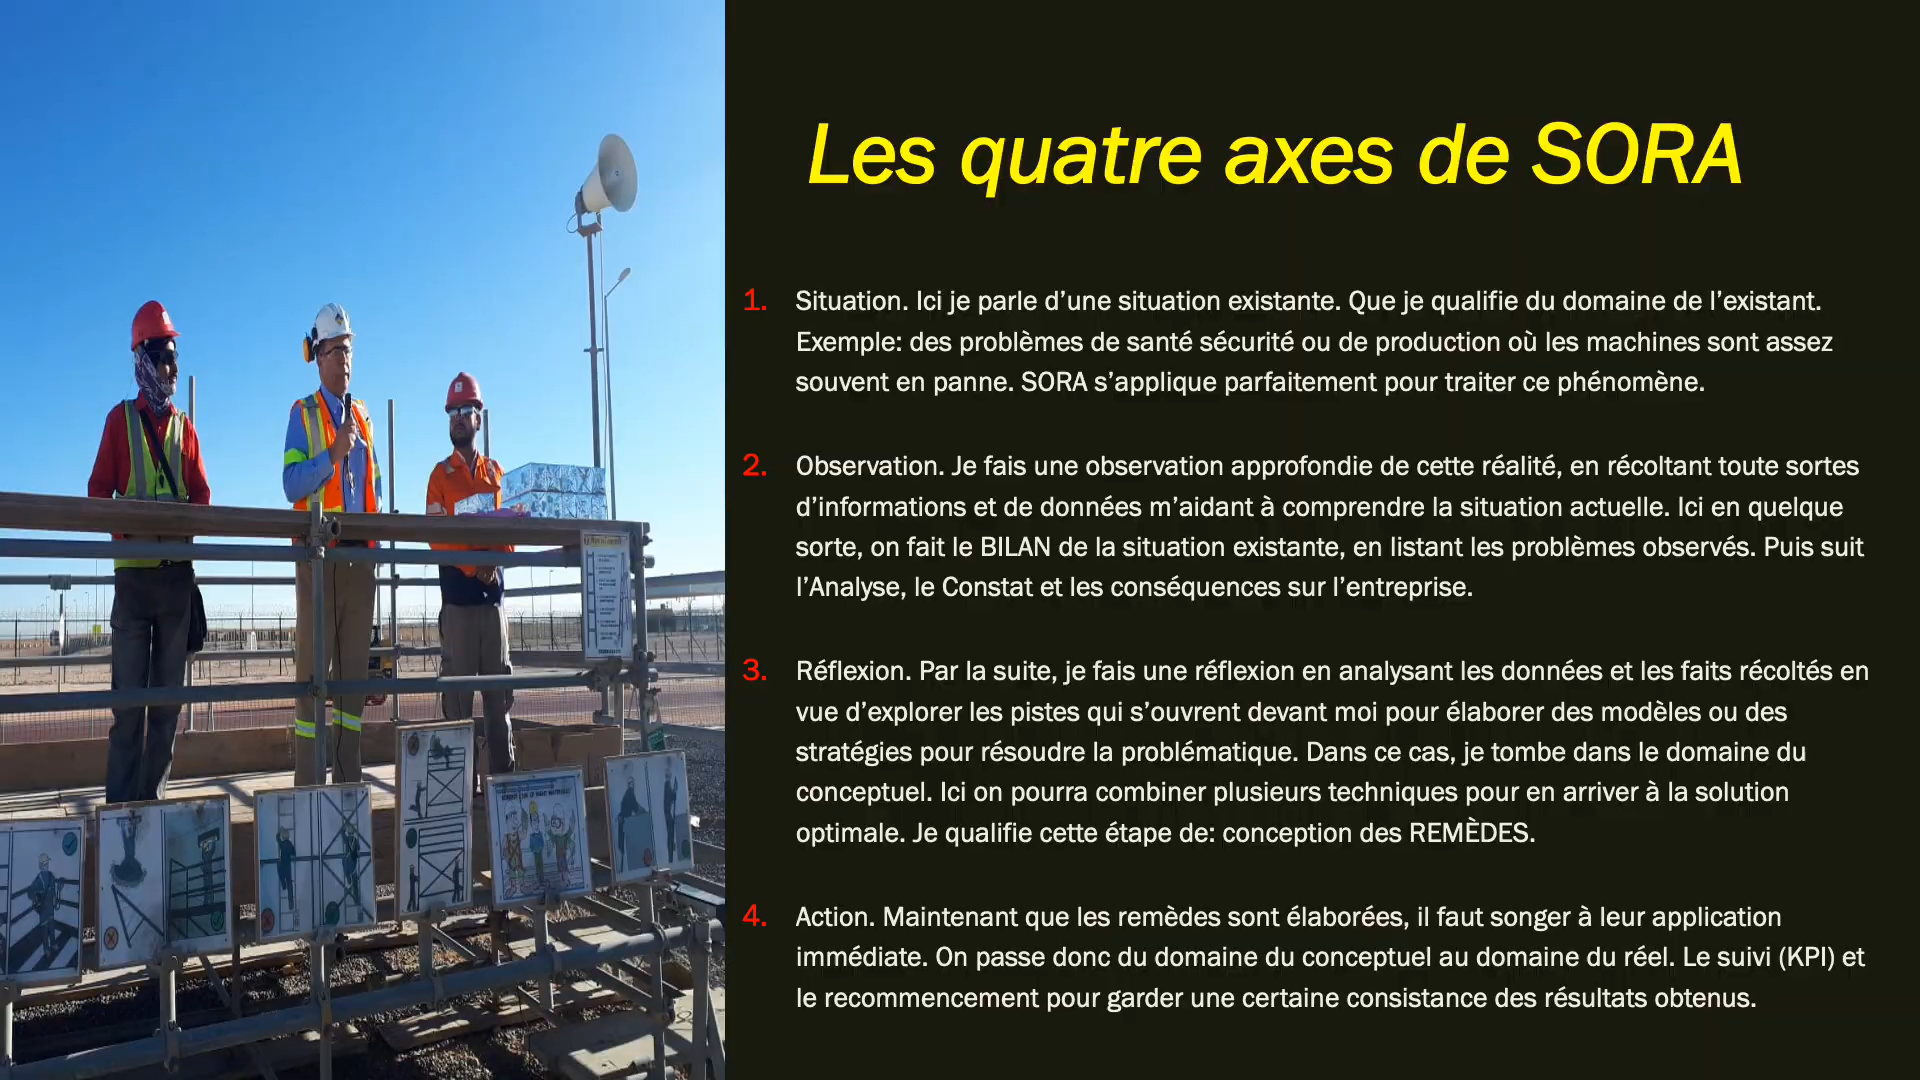 Les quatre axes de SORA
1. Situation. Ici je parle d’une situation existante. Que je qualifie du domaine de l’existant.
Exemple: des problèmes de santé sécurité ou de production où les machines sont assez
souvent en panne. SORA s’applique parfaitement pour traiter ce phénomène.
2. Observation. Je fais une observation approfondie de cette réalité, en récoltant toute sortes
d’informations et de données m’aidant à comprendre la situation actuelle. Ici en quelque
sorte, on fait le BILAN de la situation existante, en listant les problèmes observés. Puis suit
l’Analyse, le Constat et les conséquences sur l’entreprise.
3. Réflexion. Par la suite, je fais une réflexion en analysant les données et les faits récoltés en
vue d’explorer les pistes qui s’ouvrent devant moi pour élaborer des modèles ou des
stratégies pour résoudre la problématique. Dans ce cas, je tombe dans le domaine du
conceptuel. Ici on pourra combiner plusieurs techniques pour en arriver à la solution
optimale. Je qualifie cette étape de: conception des REMÈDES.
4. Action. Maintenant que les remèdes sont élaborées, il faut songer à leur application
immédiate. On passe donc du domaine du conceptuel au domaine du réel. Le suivi (KPI) et
le recommencement pour garder une certaine consistance des résultats obtenus.